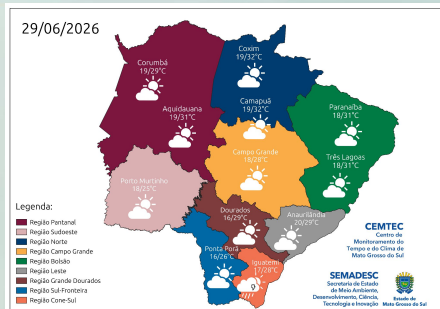 29/06/2026
Corumbá
19/29°C
Coxim
19/32°C
Aquidauana
19/31°C
Camapuã
19/32°C
Paranaíba
18/31°C
Campo Grande
18/28°C
Três Lagoas
18/31°C
Porto Murtinho
18/25°C
Dourados
16/29°C
Anaurilândia
20/29°C
Ponta Porã
16/26°C
Iguatemi
17/28°C
Legenda:
Região Pantanal
Região Sudoeste
Região Norte
Região Campo Grande
Região Bolsão
Região Leste
Região Grande Dourados
Região Sul-Fronteira
Região Cone-Sul
CEMTEC
Centro de
Monitoramento do
Tempo e do Clima de
Mato Grosso do Sul
SEMADESC
Secretaria de Estado
de Meio Ambiente,
Desenvolvimento, Ciência,
Tecnologia e Inovação
Estado de
Mato Grosso do Sul